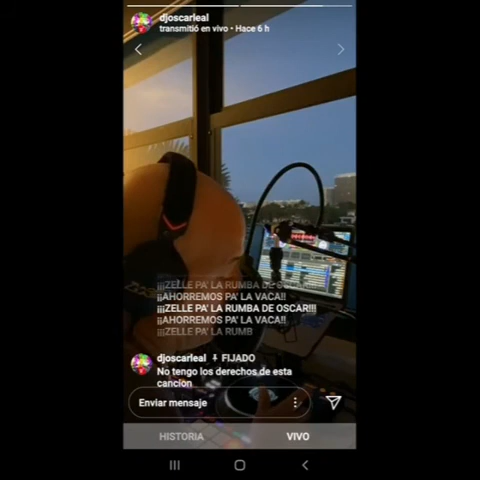 djoscarleal
transmitió en vivo • Hace 6 h
¡¡¡ZELLE PA' LA RUMBA DE OSCAR!!!
¡¡AHORREMOS PA' LA VACA!!
¡¡¡ZELLE PA' LA RUMBA DE OSCAR!!!
¡¡AHORREMOS PA' LA VACA!!
¡¡¡ZELLE PA' LA RUMB
djoscarleal FIJADO
No tengo los derechos de esta
cancion
Enviar mensaje
HISTORIA VIVO